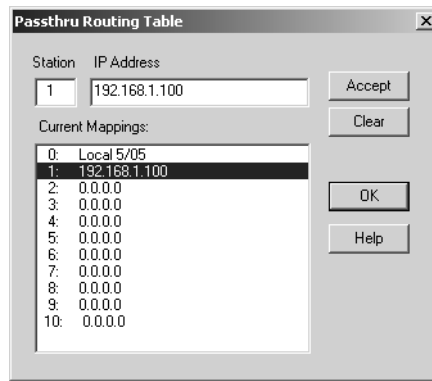 Passthru Routing Table
Station IP Address
1 192.168.1.100
Accept
Current Mappings:
Clear
0: Local 5/05
1: 192.168.1.100
2: 0.0.0.0
3: 0.0.0.0
4: 0.0.0.0
5: 0.0.0.0
6: 0.0.0.0
7: 0.0.0.0
8: 0.0.0.0
9: 0.0.0.0
10: 0.0.0.0
OK
Help